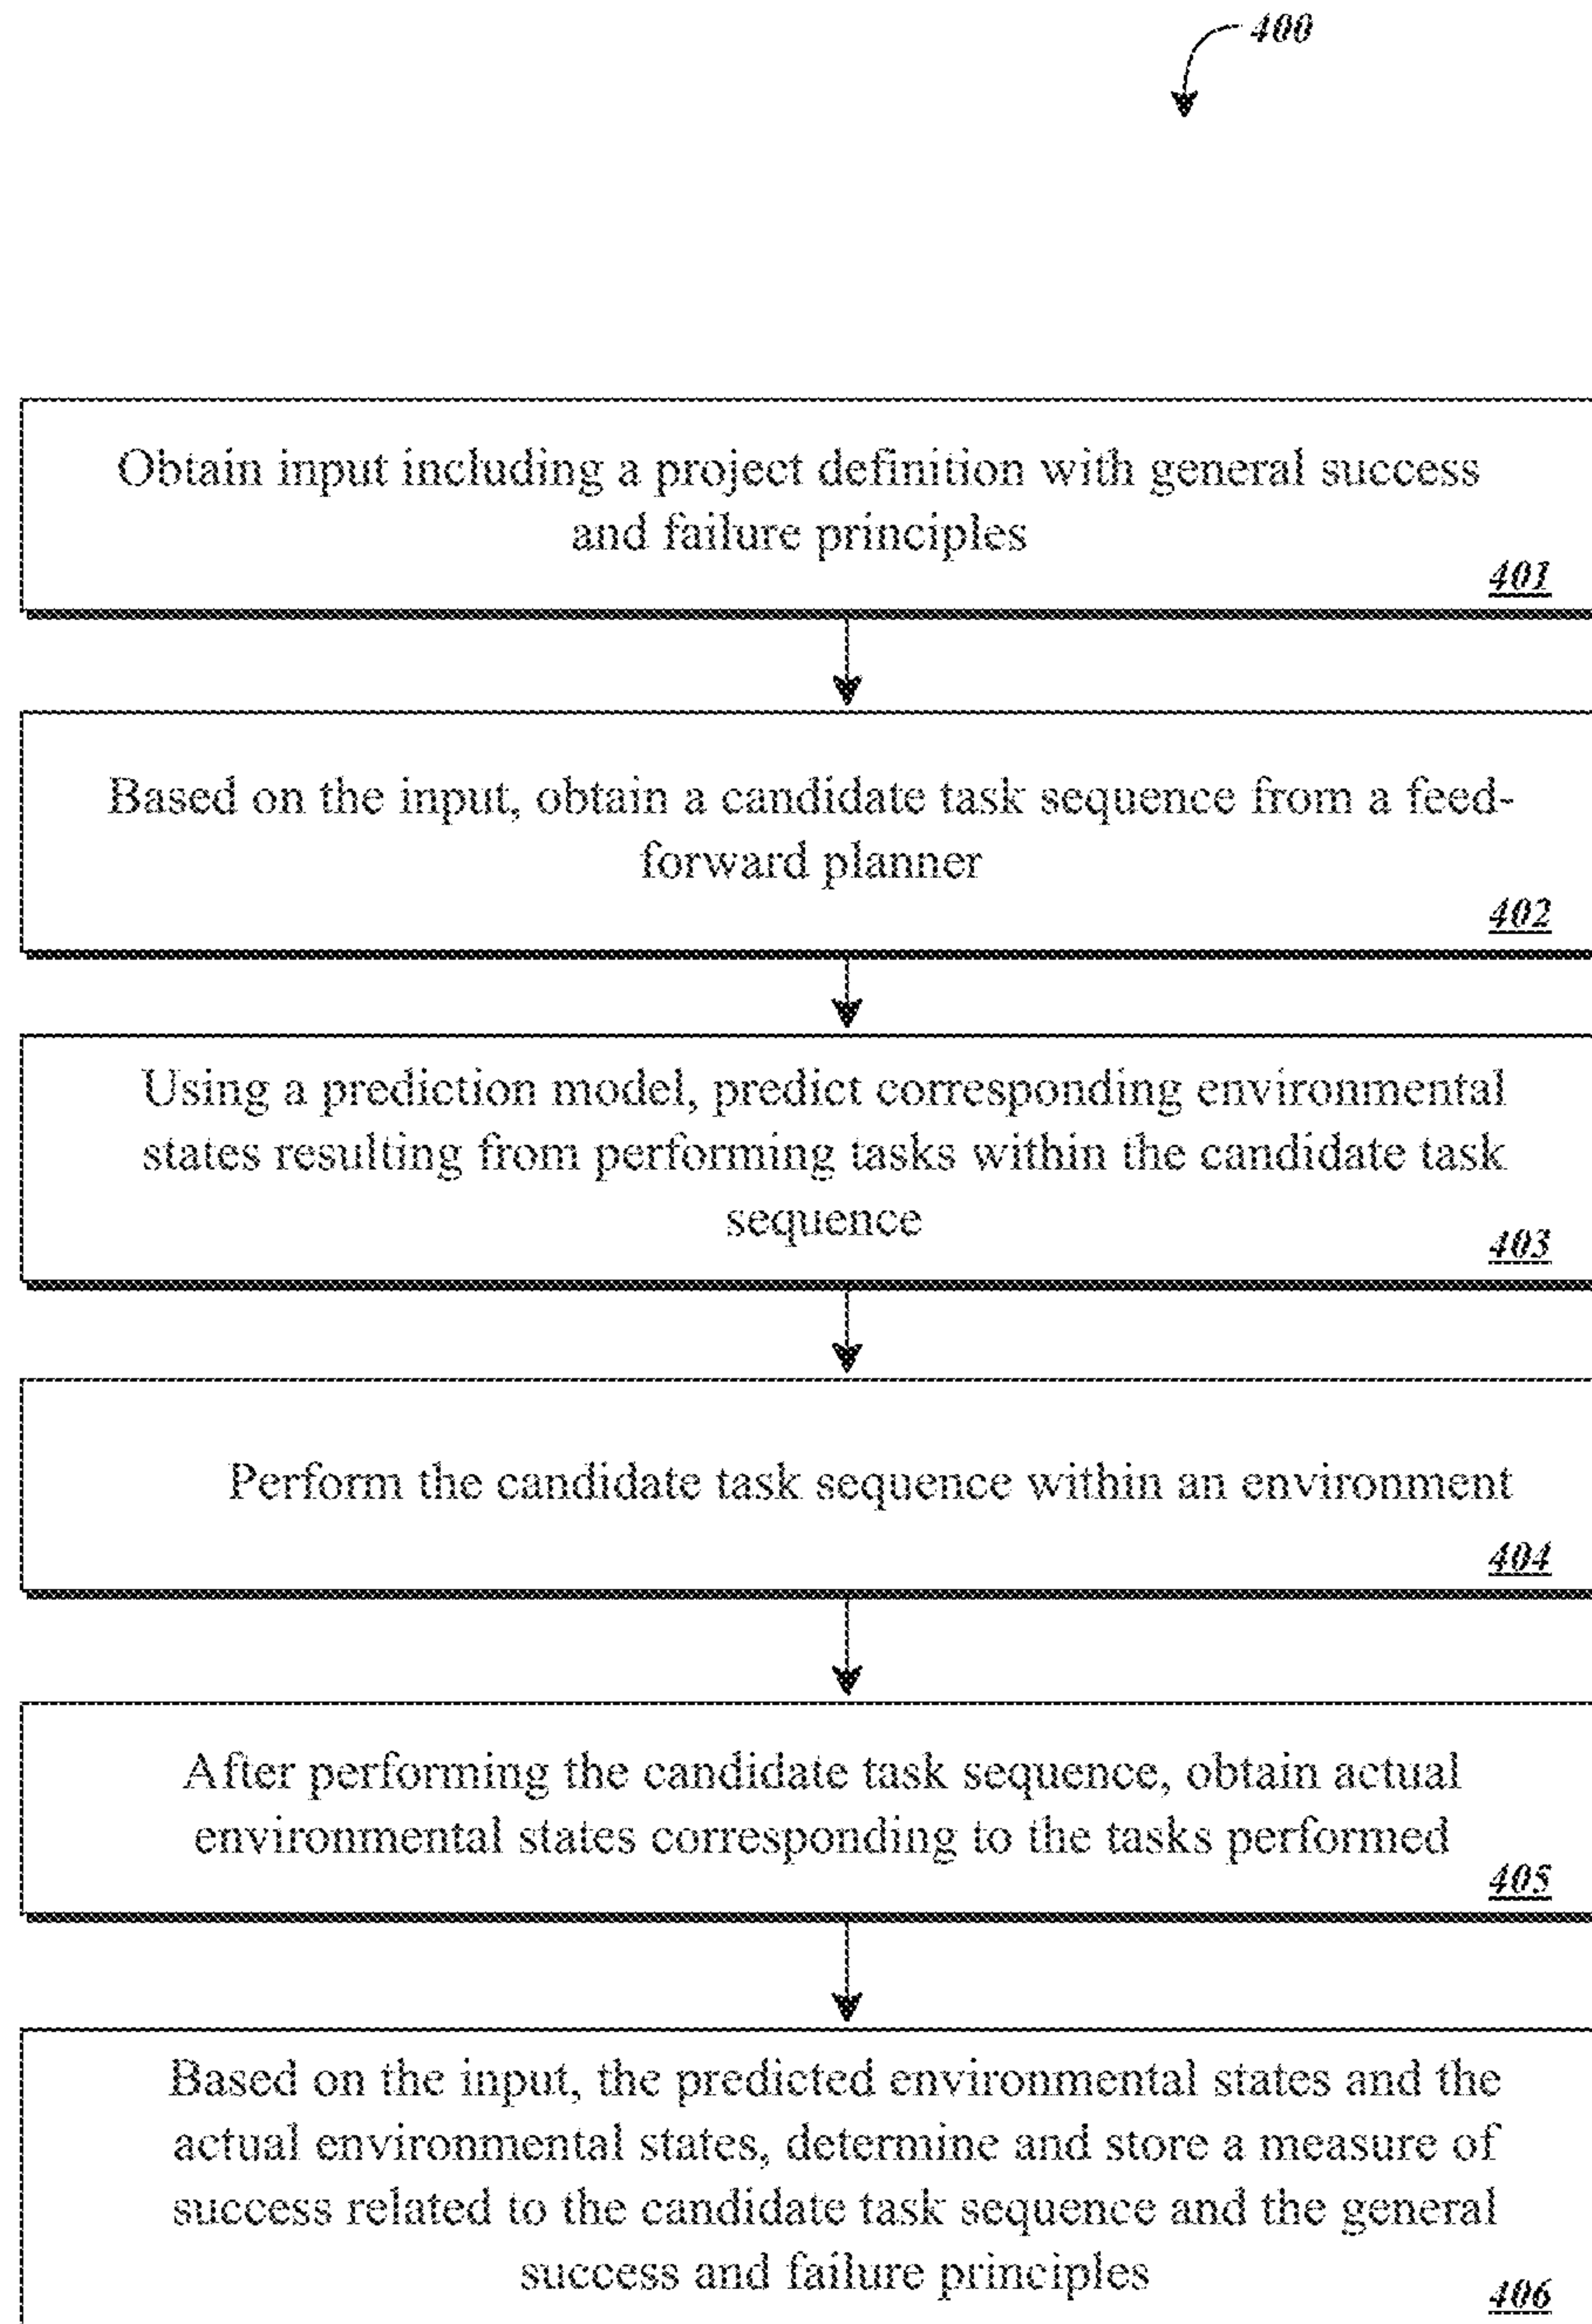 400
Obtain input including a project definition with general success
and failure principles
401
Based on the input, obtain a candidate task sequence from a feed-
forward planner
402
Using a prediction model, predict corresponding environmental
states resulting from performing tasks within the candidate task
sequence
403
Perform the candidate task sequence within an environment
404
After performing the candidate task sequence, obtain actual
environmental states corresponding to the tasks performed
405
Based on the input, the predicted environmental states and the
actual environmental states, determine and store a measure of
success related to the candidate task sequence and the general
success and failure principles
406